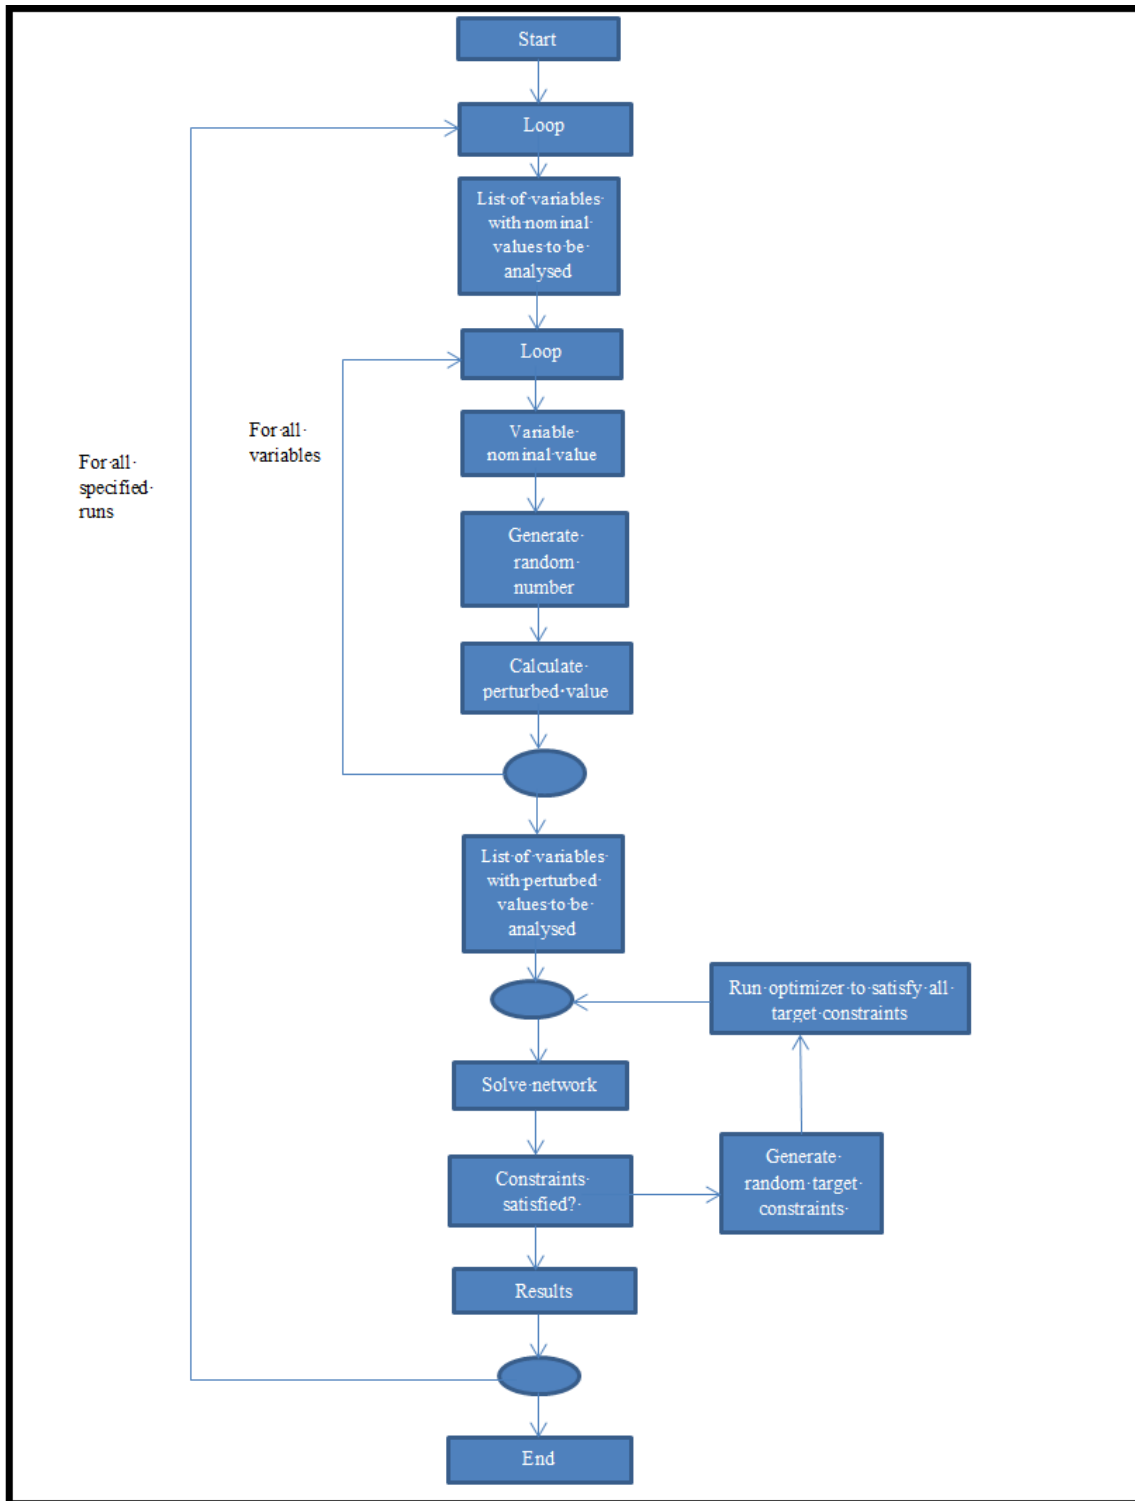 Start
Loop
List·of·variables·
with·nominal·
values·to·be·
analysed
Loop
Variable·
nominal·value
Generate·
random·
number
Calculate·
perturbed·value
For·all·
variables
For·all·
specified·
runs
List·of·variables·
with·perturbed·
values·to·be·
analysed
Run·optimizer·to·satisfy·all·
target·constraints
Solve·network
Constraints·
satisfied?·
Generate·
random·target·
constraints·
Results
End